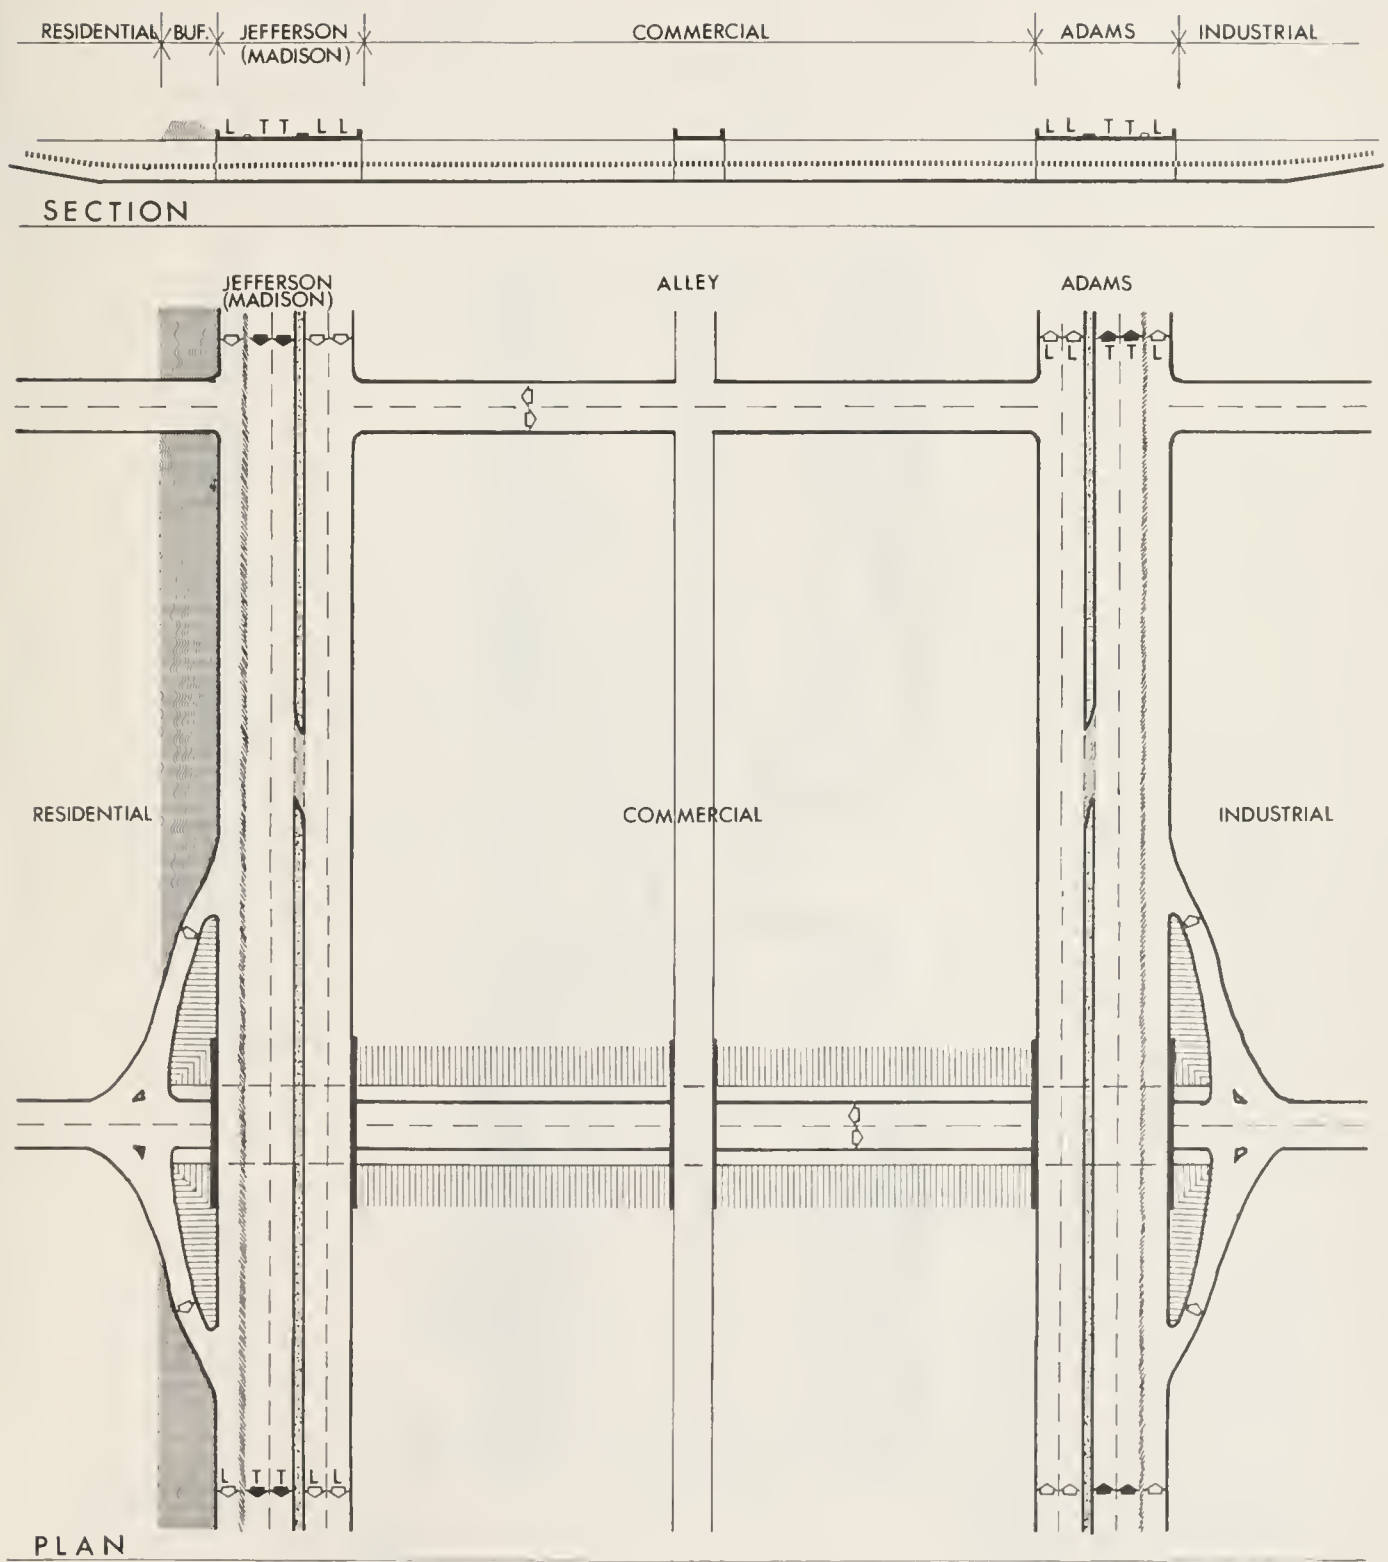 RESIDENTIAL BUF. JEFFERSON COMMERCIAL ADAMS INDUSTRIAL
(MADISON)
L T T L L L L T T L
SECTION
JEFFERSON ALLEY ADAMS
(MADISON)
L L T T L
RESIDENTIAL COMMERCIAL INDUSTRIAL
L T T L L
PLAN